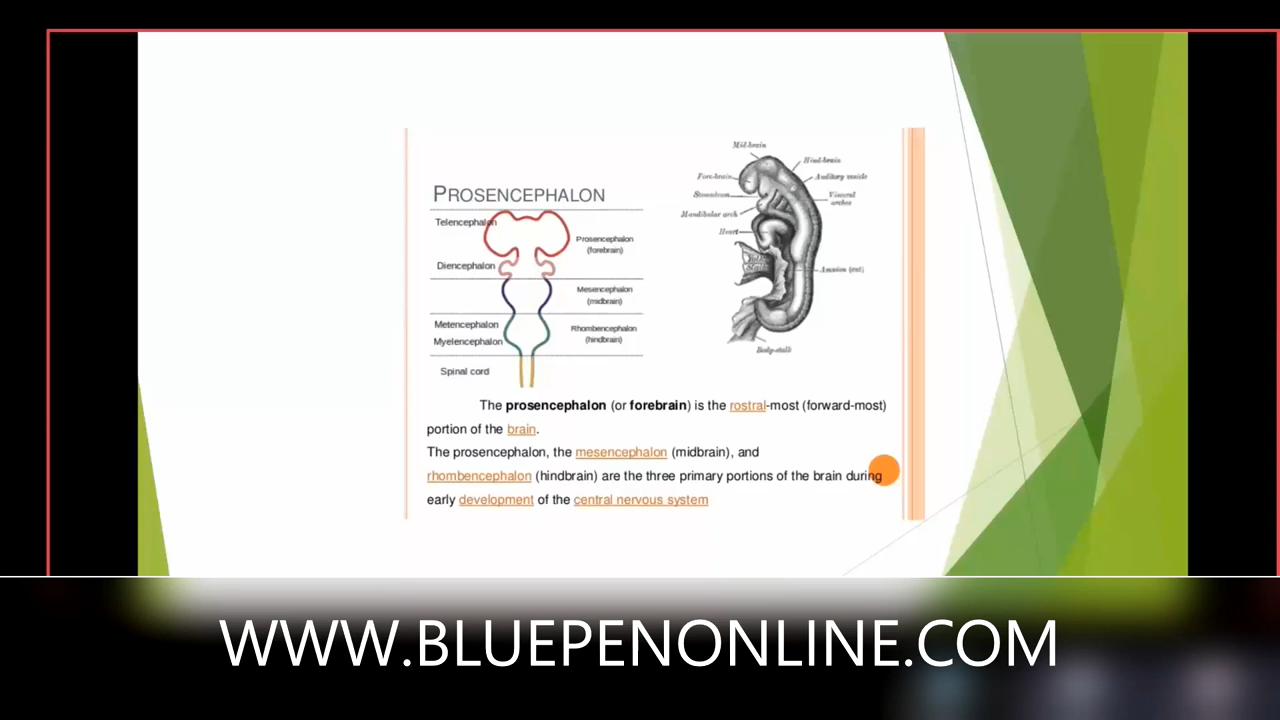 PROSENCEPHALON
Telencephalon
Prosencephalon
(forebrain)
Diencephalon
Mesencephalon
(midbrain)
Metencephalon
Rhombencephalon
(hindbrain)
Myelencephalon
Spinal cord
Mid-brain
Hind-brain
Fore-brain
Auditory vesicle
Stomodeum
Visceral
arches
Mandibular arch
Heart
Amnion (cut)
Body-stalk
The prosencephalon (or forebrain) is the rostral-most (forward-most)
portion of the brain.
The prosencephalon, the mesencephalon (midbrain), and
rhombencephalon (hindbrain) are the three primary portions of the brain during
early development of the central nervous system
WWW.BLUEPENONLINE.COM